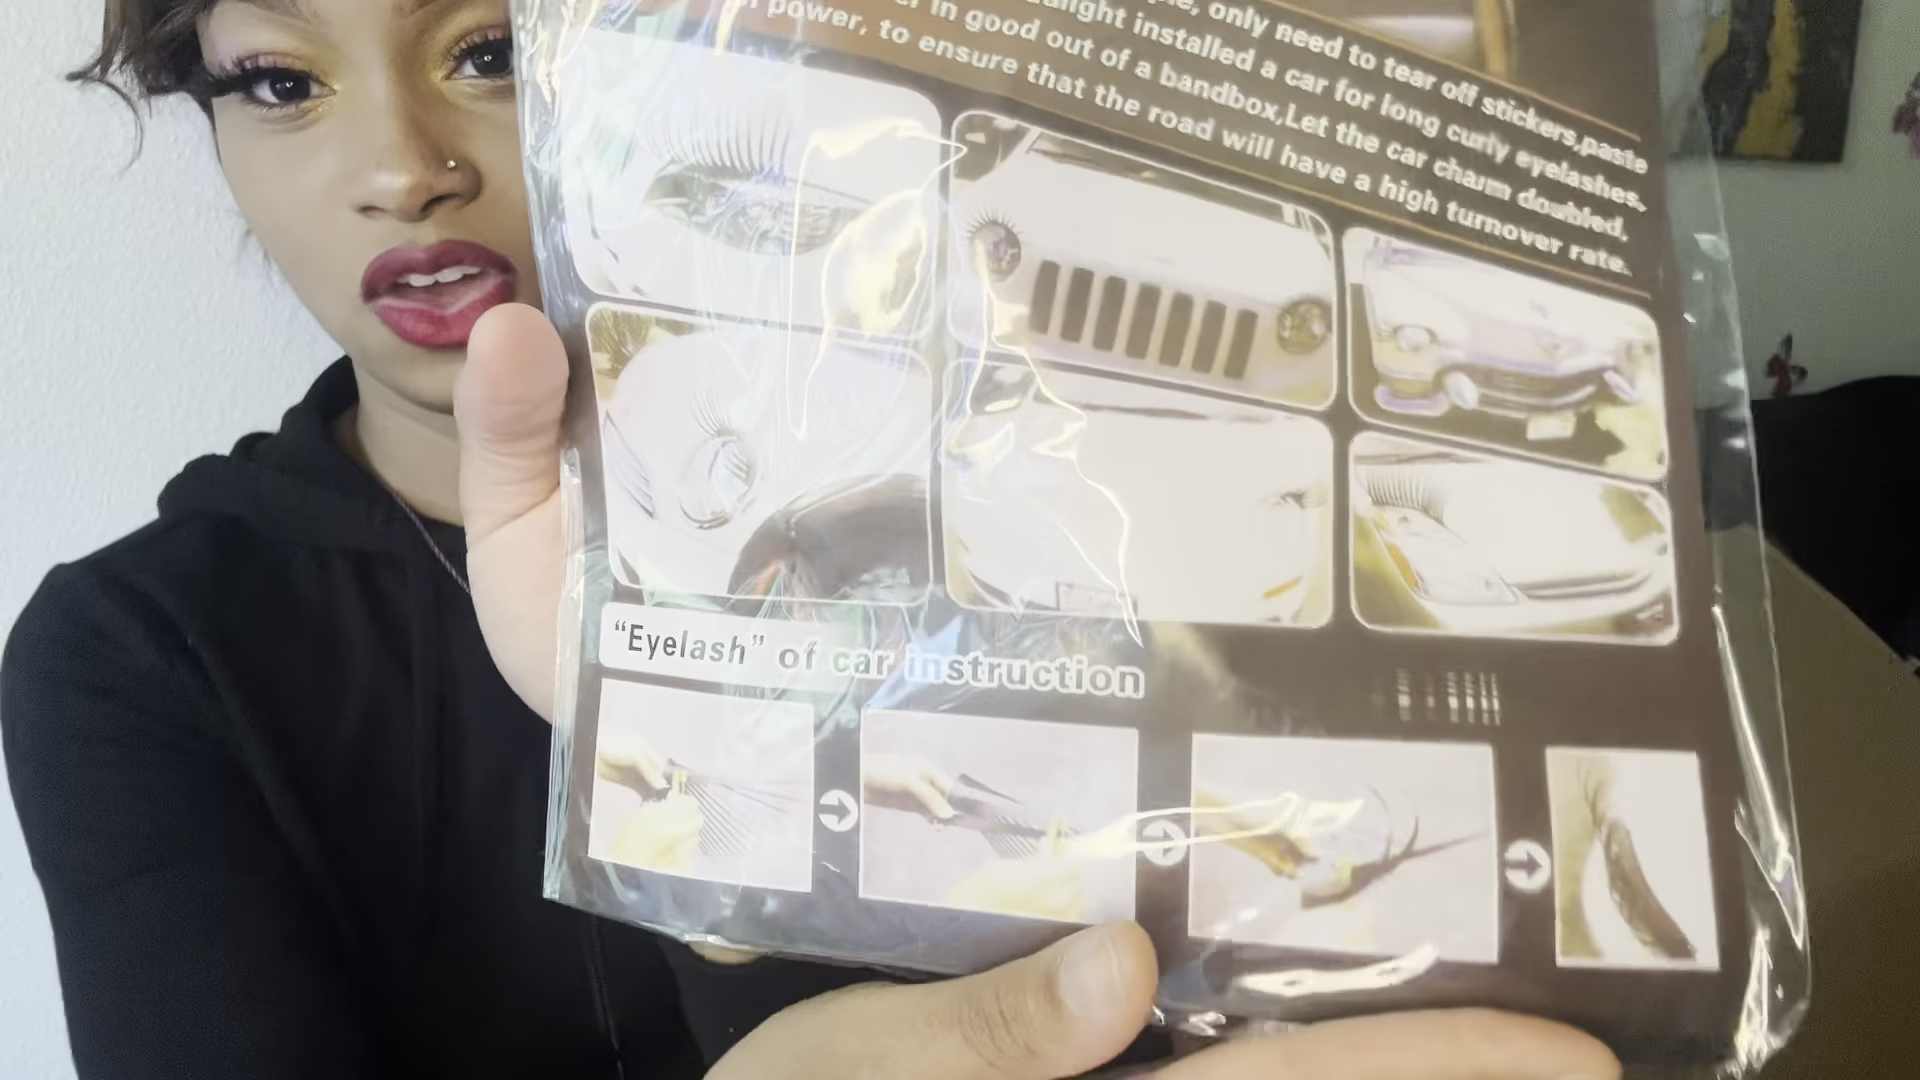 only need to tear off stickers,paste
installed a car for long curly eyelashes,
in good out of a bandbox,Let the car charm doubled,
power, to ensure that the road will have a high turnover rate.
“Eyelash” of car instruction